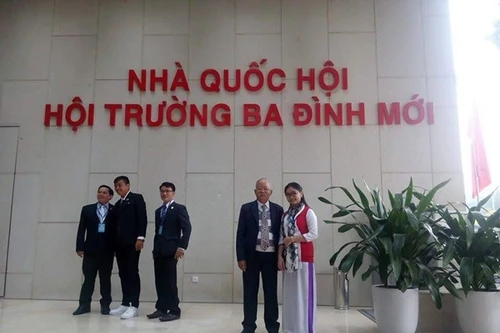 NHÀ QUỐC HỘI
HỘI TRƯỜNG BA ĐÌNH MỚI